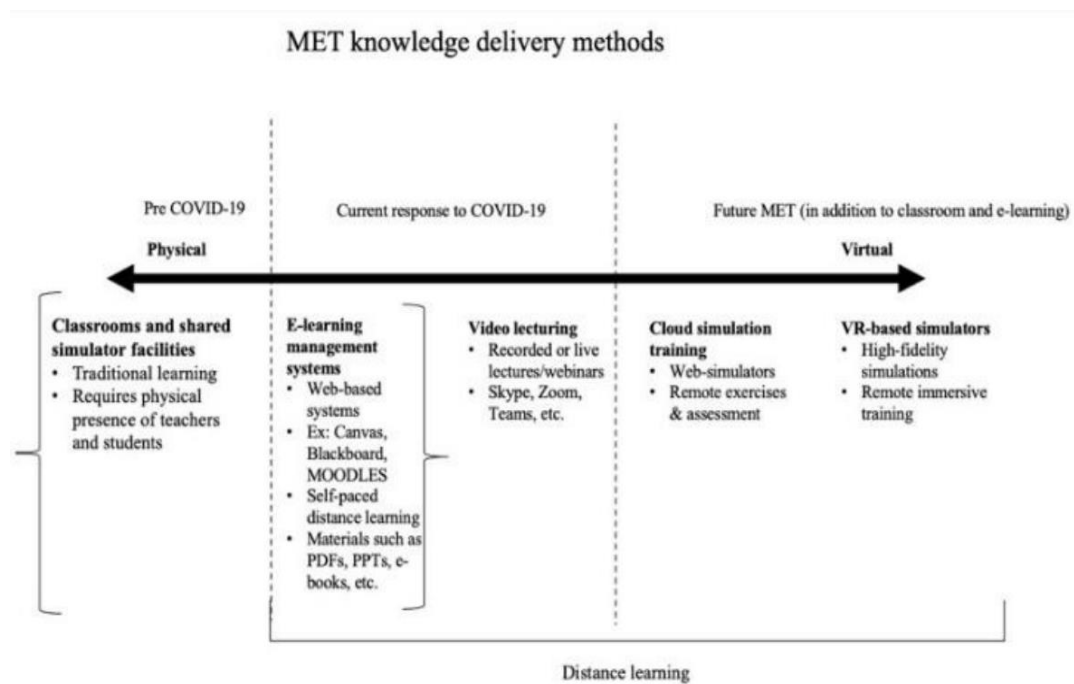 MET knowledge delivery methods
Pre COVID-19
Current response to COVID-19
Future MET (in addition to classroom and e-learning)
Physical
Virtual
Classrooms and shared
simulator facilities
• Traditional learning
• Requires physical
presence of teachers
and students
E-learning
management
systems
• Web-based
systems
• Ex: Canvas,
Blackboard,
MOODLES
• Self-paced
distance learning
• Materials such as
PDFs, PPTs, e-
books, etc.
Video lecturing
• Recorded or live
lectures/webinars
• Skype, Zoom,
Teams, etc.
Cloud simulation
training
• Web-simulators
• Remote exercises
& assessment
VR-based simulators
• High-fidelity
simulations
• Remote immersive
training
Distance learning